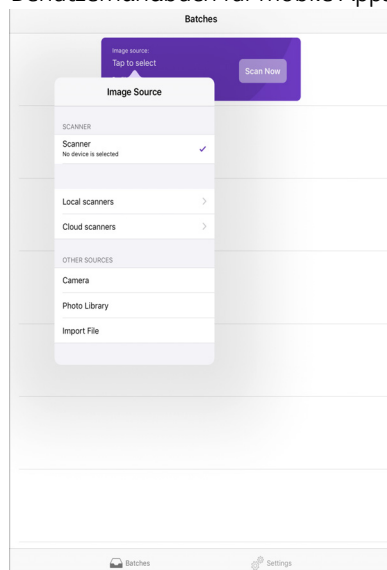 Benutzerhandbuch für mobile Apps
Batches
Image source:
Tap to select
Scan Now
Image Source
SCANNER
Scanner
No device is selected
Local scanners
Cloud scanners
OTHER SOURCES
Camera
Photo Library
Import File
Batches
Settings